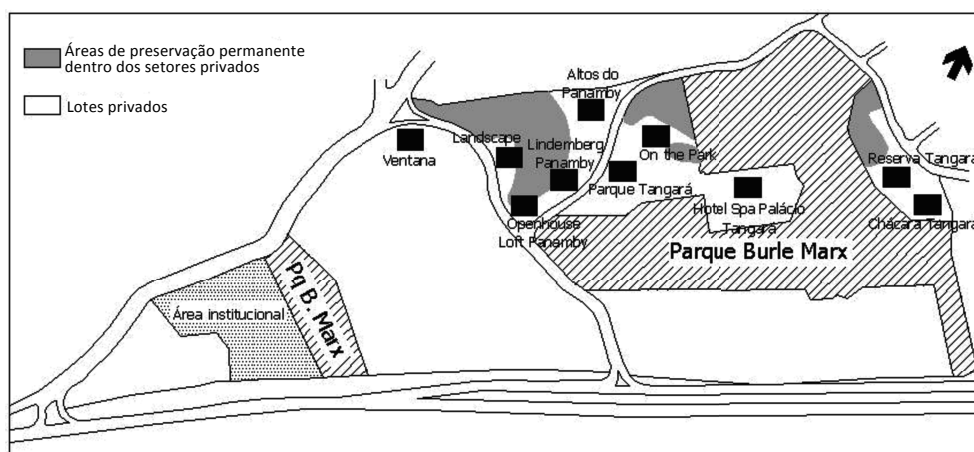 Áreas de preservação permanente
dentro dos setores privados
Lotes privados
Altos do
Panamby
Landscape
Lindemberg
Panamby
On the Park
Ventana
Reserva Tangará
Parque Tangará
Hotel Spa Palácio
Tangará
Chácara Tangará
Openhouse
Loft Panamby
Parque Burle Marx
Pq B. Marx
Área institucional